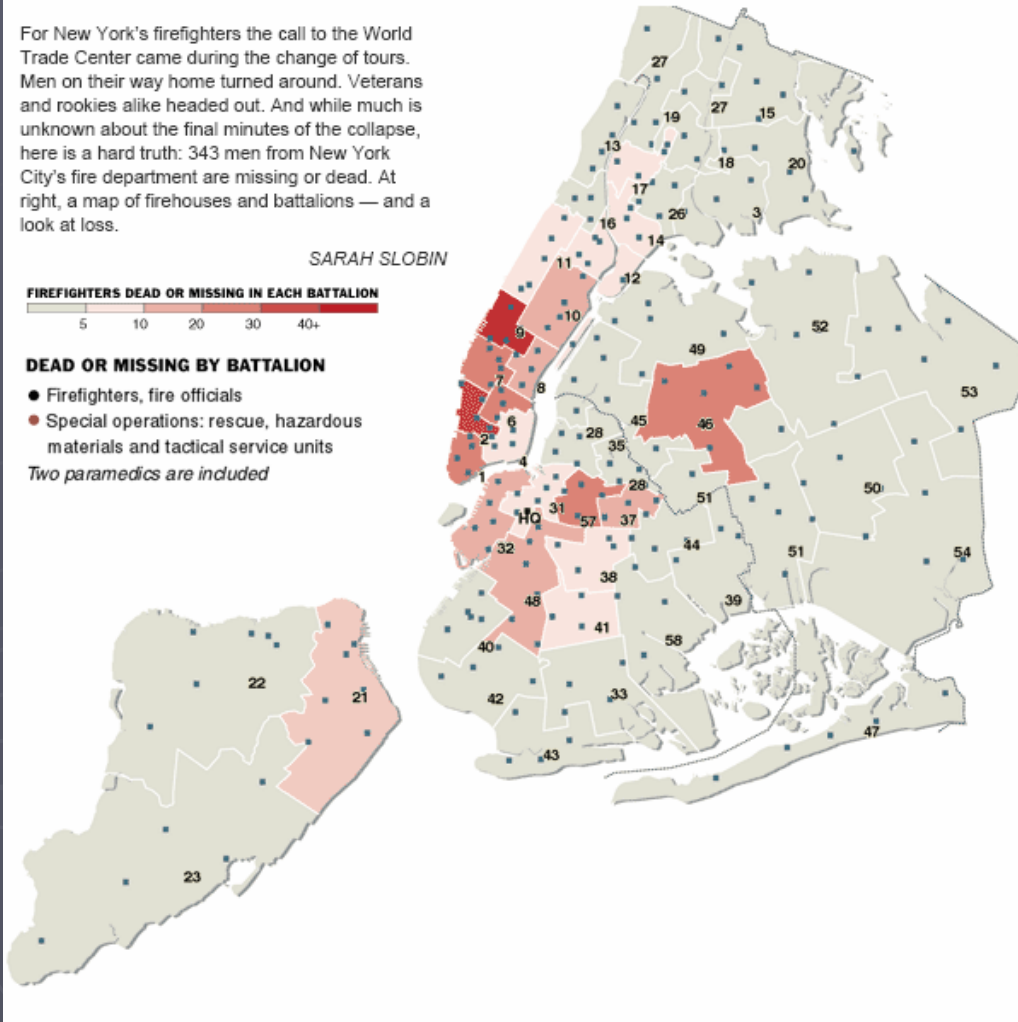 For New York's firefighters the call to the World
Trade Center came during the change of tours.
Men on their way home turned around. Veterans
and rookies alike headed out. And while much is
unknown about the final minutes of the collapse,
here is a hard truth: 343 men from New York
City's fire department are missing or dead. At
right, a map of firehouses and battalions — and a
look at loss.
SARAH SLOBIN
FIREFIGHTERS DEAD OR MISSING IN EACH BATTALION
5 10 20 30 40+
DEAD OR MISSING BY BATTALION
Firefighters, fire officials
Special operations: rescue, hazardous
materials and tactical service units
Two paramedics are included
27
19
27
15
13
18
20
17
26
3
16
14
11
12
10
9
52
49
7
8
53
6
45
46
2
28
35
4
1
28
50
51
31
HQ
57
37
32
44
51
54
38
48
39
41
40
58
22
21
42
33
47
43
23